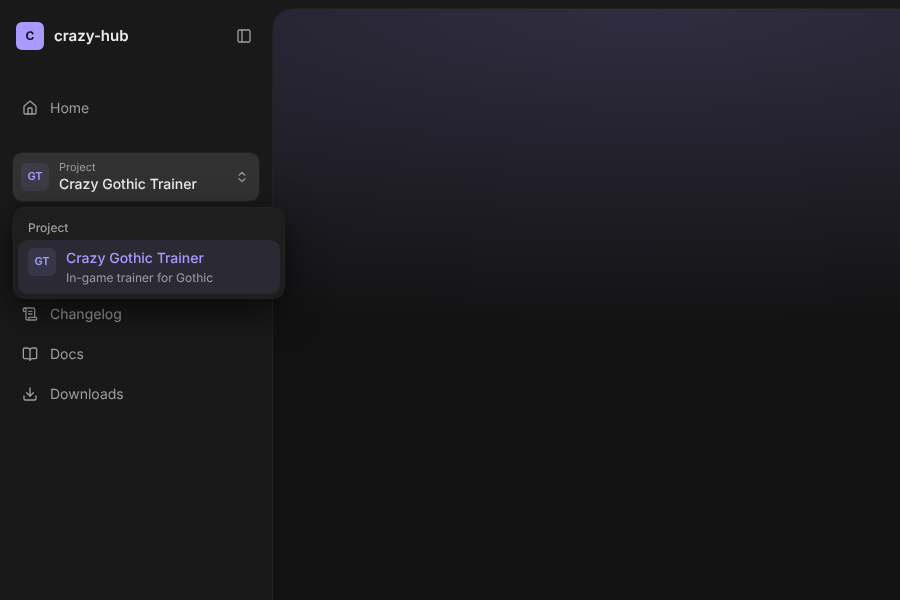 C crazy-hub
Home
Project
GT Crazy Gothic Trainer
Project
GT Crazy Gothic Trainer
In-game trainer for Gothic
Changelog
Docs
Downloads